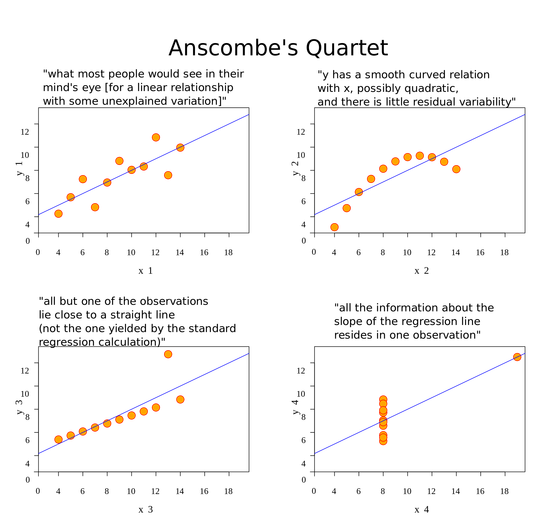 Anscombe's Quartet
"what most people would see in their
mind's eye [for a linear relationship
with some unexplained variation]"
12
10
8
6
4
0
y 1
0 4 6 8 10 12 14 16 18
x 1
"y has a smooth curved relation
with x, possibly quadratic,
and there is little residual variability"
12
10
8
6
4
0
y 2
0 4 6 8 10 12 14 16 18
x 2
"all but one of the observations
lie close to a straight line
(not the one yielded by the standard
regression calculation)"
12
10
8
6
4
0
y 3
0 4 6 8 10 12 14 16 18
x 3
"all the information about the
slope of the regression line
resides in one observation"
12
10
8
6
4
0
y 4
0 4 6 8 10 12 14 16 18
x 4